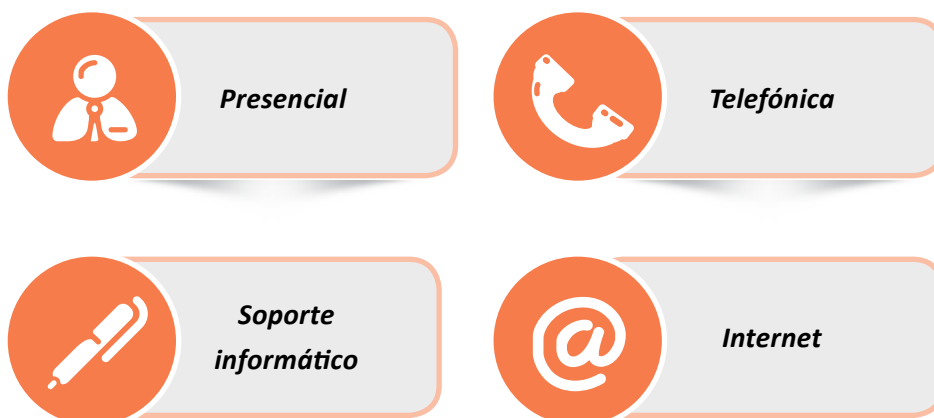 Presencial
Telefónica
Soporte
informático
Internet